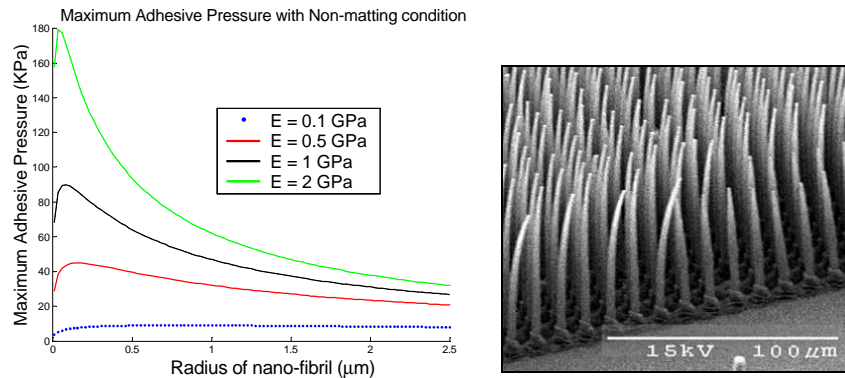 Maximum Adhesive Pressure with Non-matting condition
Maximum Adhesive Pressure (KPa)
180
160
140
120
100
80
60
40
20
0
E = 0.1 GPa
E = 0.5 GPa
E = 1 GPa
E = 2 GPa
0 0.5 1 1.5 2 2.5
Radius of nano-fibril (μm)
15kV 100μm